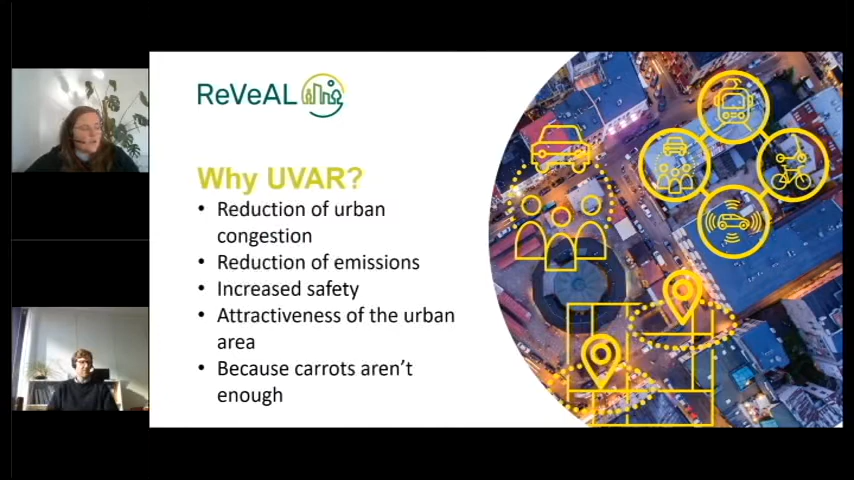 ReVeAL
Why UVAR?
• Reduction of urban
congestion
• Reduction of emissions
• Increased safety
• Attractiveness of the urban
area
• Because carrots aren't
enough